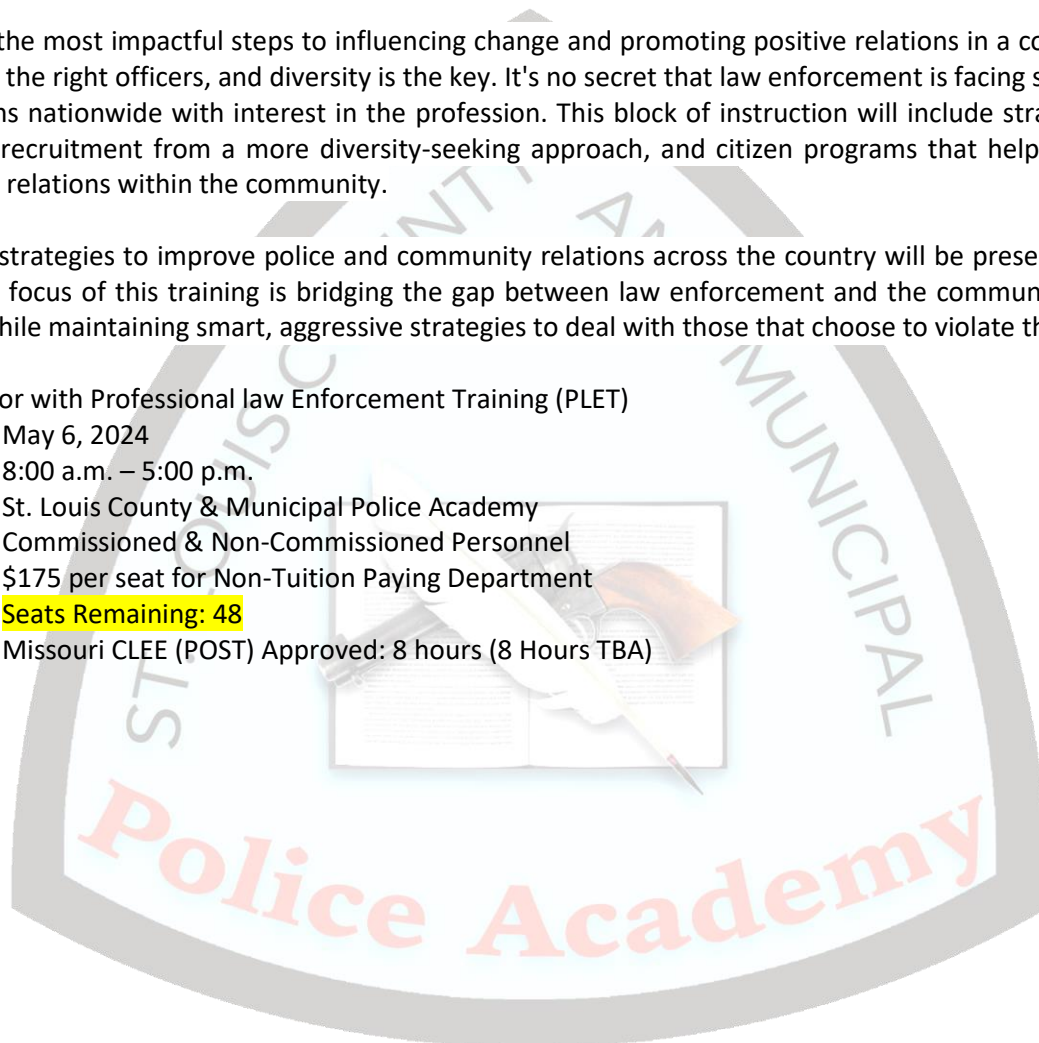 the most impactful steps to influencing change and promoting positive relations in a co
the right officers, and diversity is the key. It's no secret that law enforcement is facing s
ns nationwide with interest in the profession. This block of instruction will include stra
recruitment from a more diversity-seeking approach, and citizen programs that help
relations within the community.
strategies to improve police and community relations across the country will be prese
focus of this training is bridging the gap between law enforcement and the commun
hile maintaining smart, aggressive strategies to deal with those that choose to violate th
or with Professional law Enforcement Training (PLET)
May 6, 2024
8:00 a.m. – 5:00 p.m.
St. Louis County & Municipal Police Academy
Commissioned & Non-Commissioned Personnel
$175 per seat for Non-Tuition Paying Department
Seats Remaining: 48
Missouri CLEE (POST) Approved: 8 hours (8 Hours TBA)
ST. LOUIS C NTY A MUNICIPAL
Police Academy